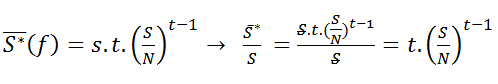 S̅*̅(f) = s.t.(S/N)^{t−1} → S̅*/S = s.t.(S/N)^{t−1}/s = t.(S/N)^{t−1}